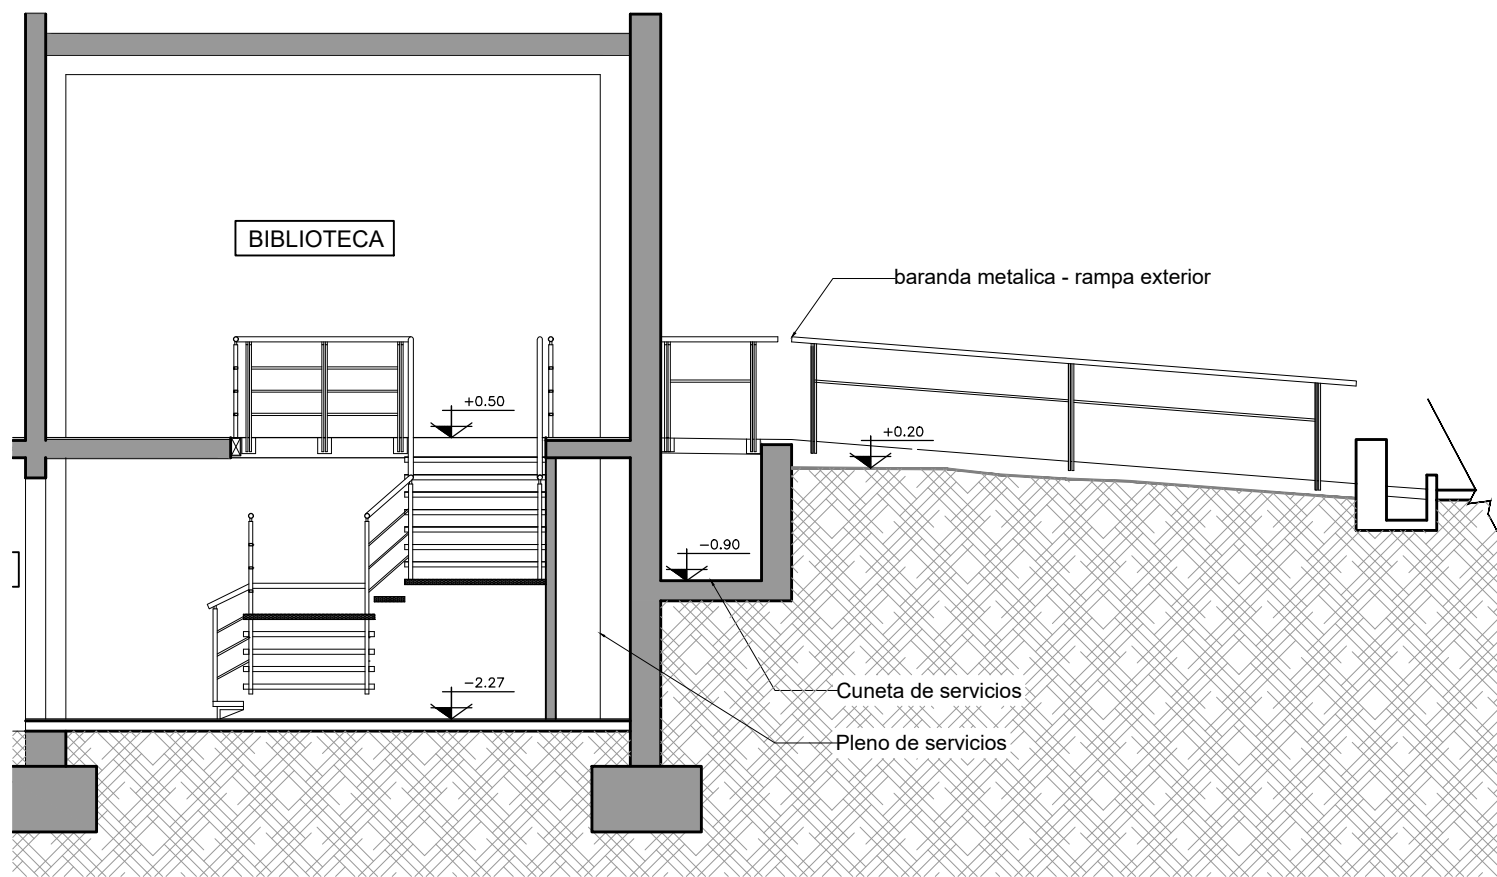 BIBLIOTECA
baranda metalica - rampa exterior
+0.50
+0.20
−0.90
−2.27
Cuneta de servicios
Pleno de servicios